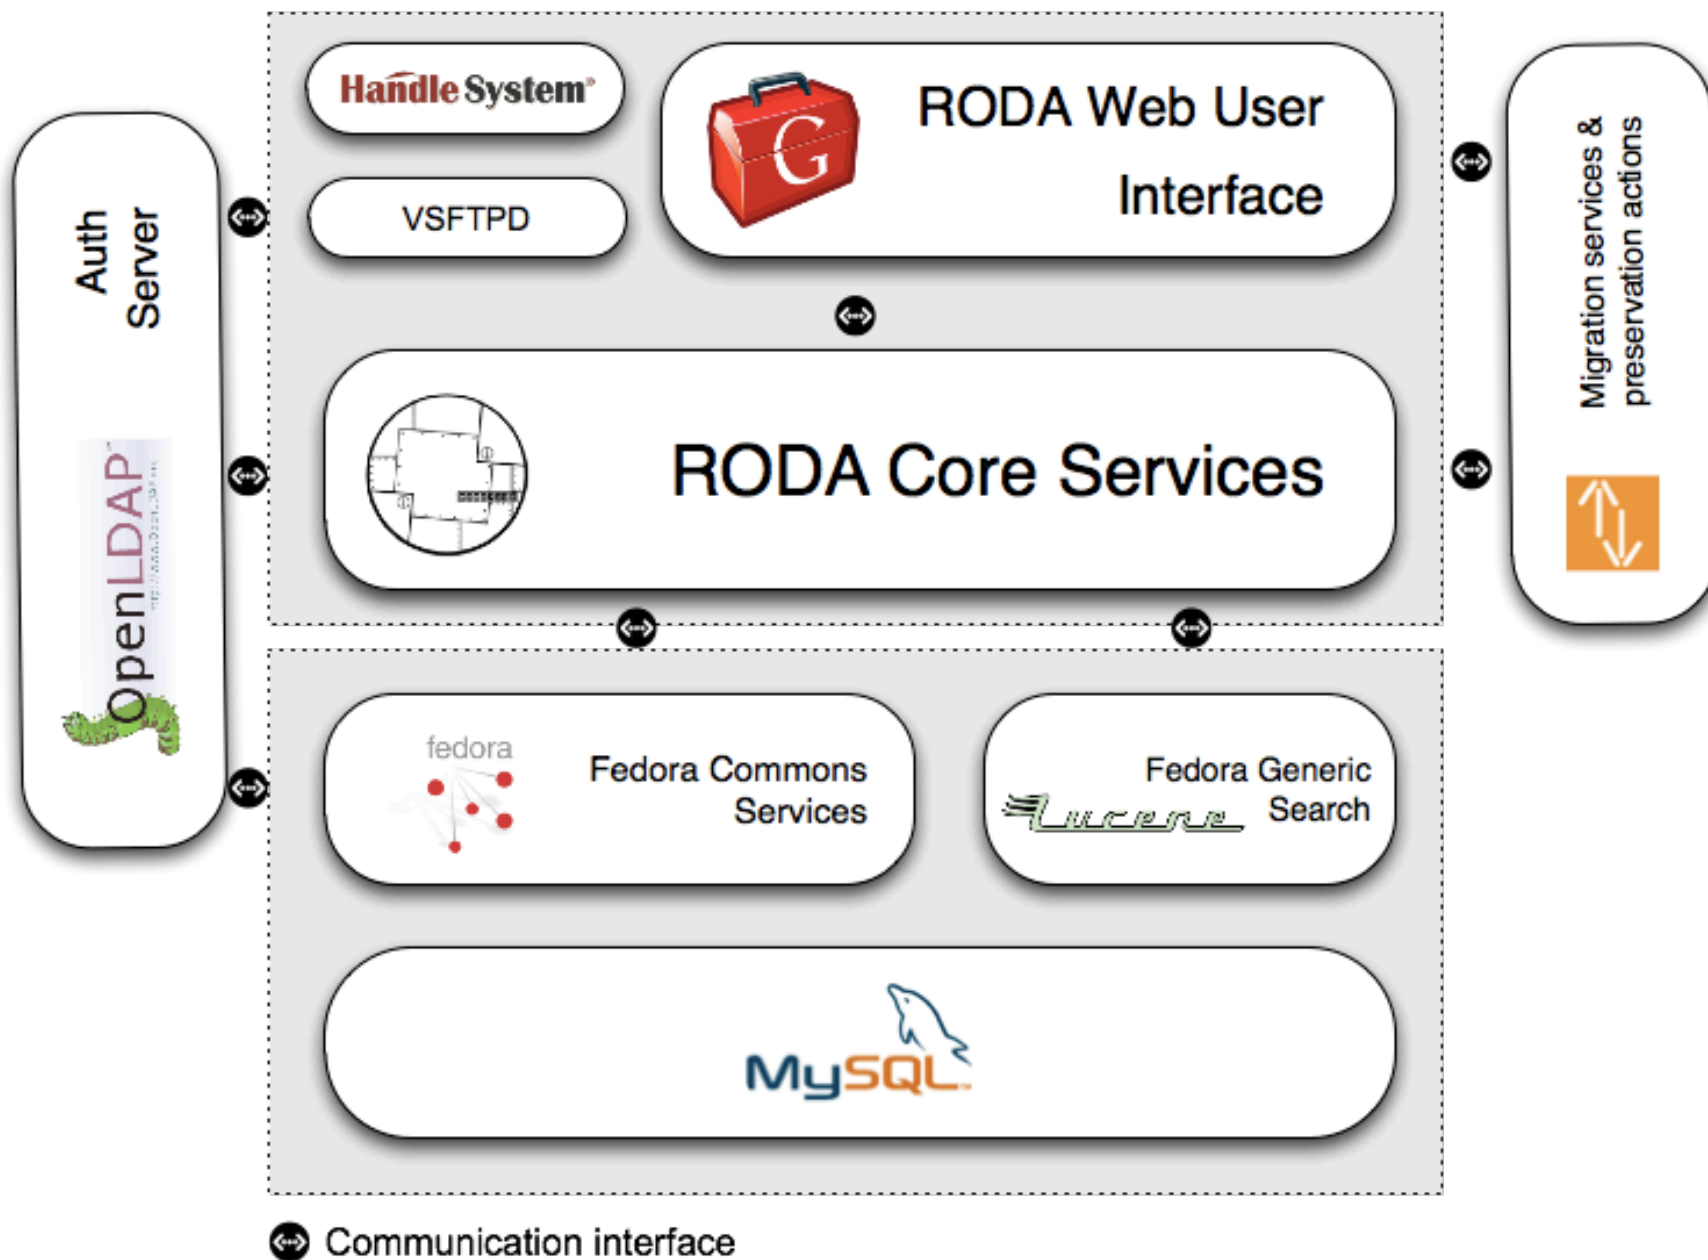 Handle System®
VSFTPD
RODA Web User
Interface
Auth
Server
OpenLDAP™
Migration services &
preservation actions
G
RODA Core Services
fedora
Fedora Commons
Services
Fedora Generic
Search
Lucene
MySQL
Communication interface